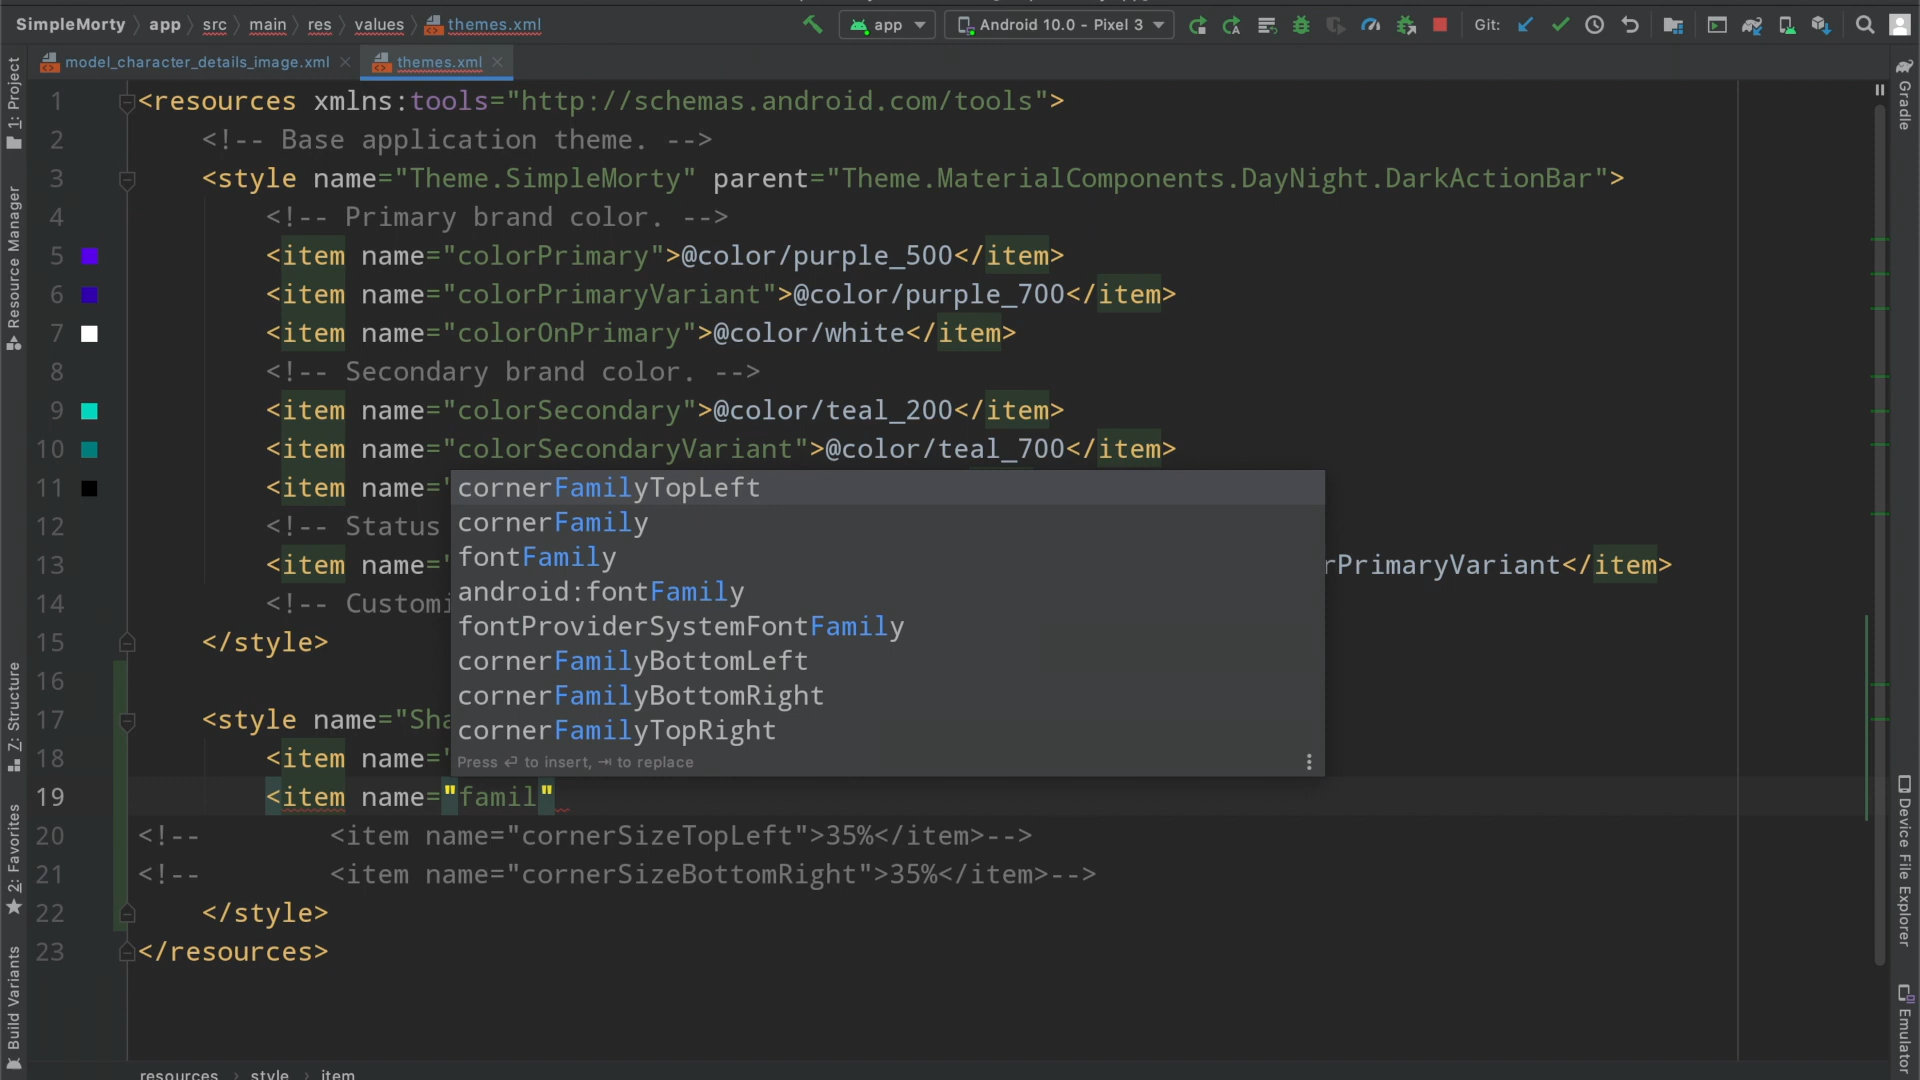 SimpleMorty app src main res values themes.xml app Android 10.0 - Pixel 3 Git:
model_character_details_image.xml themes.xml
1: Project
Resource Manager
Z: Structure
2: Favorites
Build Variants
1 <resources xmlns:tools="http://schemas.android.com/tools">
2 <!-- Base application theme. -->
3 <style name="Theme.SimpleMorty" parent="Theme.MaterialComponents.DayNight.DarkActionBar">
4 <!-- Primary brand color. -->
5 <item name="colorPrimary">@color/purple_500</item>
6 <item name="colorPrimaryVariant">@color/purple_700</item>
7 <item name="colorOnPrimary">@color/white</item>
8 <!-- Secondary brand color. -->
9 <item name="colorSecondary">@color/teal_200</item>
10 <item name="colorSecondaryVariant">@color/teal_700</item>
11 <item name="
12 <!-- Status
13 <item name=" rPrimaryVariant</item>
14 <!-- Customi
15 </style>
16
17 <style name="Sha
18 <item name="
cornerFamilyTopLeft
cornerFamily
fontFamily
android:fontFamily
fontProviderSystemFontFamily
cornerFamilyBottomLeft
cornerFamilyBottomRight
cornerFamilyTopRight
Press ↵ to insert, ⇥ to replace
19 <item name="famil"
20 <!-- <item name="cornerSizeTopLeft">35%</item>-->
21 <!-- <item name="cornerSizeBottomRight">35%</item>-->
22 </style>
23 </resources>
resources style item
Gradle
Device File Explorer
Emulator